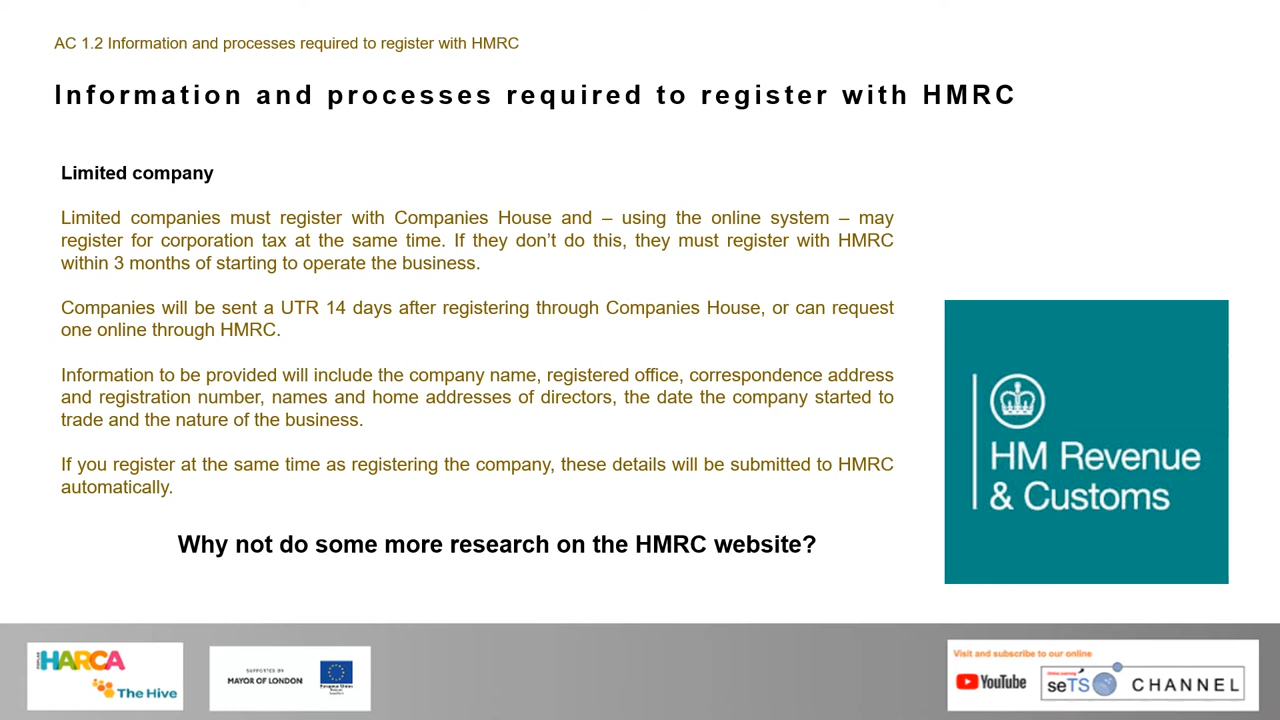 AC 1.2 Information and processes required to register with HMRC
Information and processes required to register with HMRC
Limited company
Limited companies must register with Companies House and – using the online system – may
register for corporation tax at the same time. If they don’t do this, they must register with HMRC
within 3 months of starting to operate the business.
Companies will be sent a UTR 14 days after registering through Companies House, or can request
one online through HMRC.
Information to be provided will include the company name, registered office, correspondence address
and registration number, names and home addresses of directors, the date the company started to
trade and the nature of the business.
If you register at the same time as registering the company, these details will be submitted to HMRC
automatically.
Why not do some more research on the HMRC website?
HM Revenue
& Customs
HARCA
The Hive
SUPPORTED BY
MAYOR OF LONDON
European Union
Visit and subscribe to our online
YouTube
seTS CHANNEL